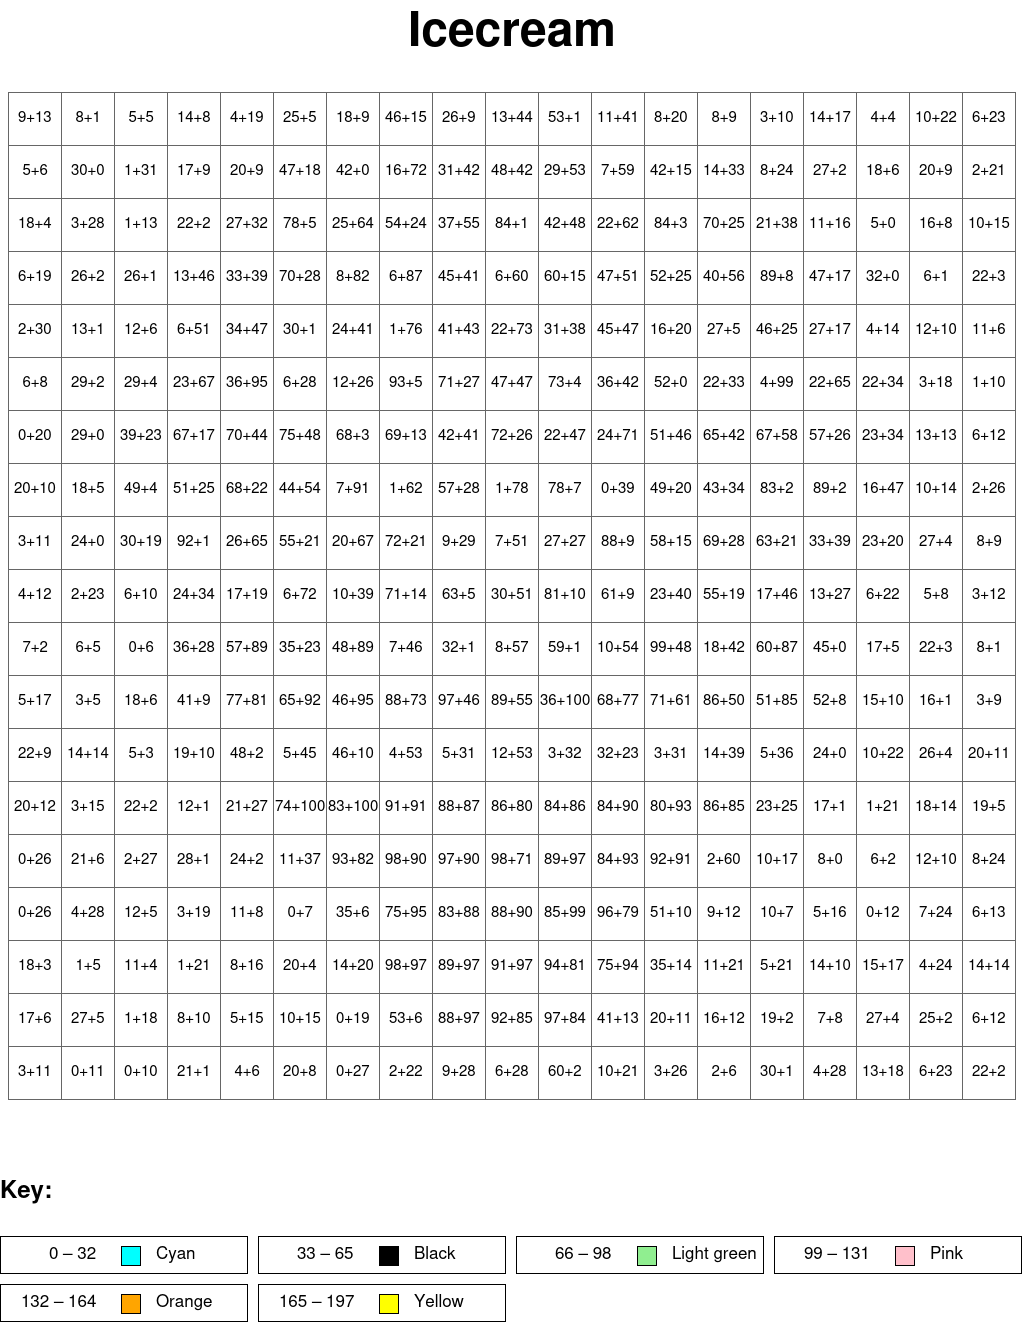 Icecream
9+13 8+1 5+5 14+8 4+19 25+5 18+9 46+15 26+9 13+44 53+1 11+41 8+20 8+9 3+10 14+17 4+4 10+22 6+23
5+6 30+0 1+31 17+9 20+9 47+18 42+0 16+72 31+42 48+42 29+53 7+59 42+15 14+33 8+24 27+2 18+6 20+9 2+21
18+4 3+28 1+13 22+2 27+32 78+5 25+64 54+24 37+55 84+1 42+48 22+62 84+3 70+25 21+38 11+16 5+0 16+8 10+15
6+19 26+2 26+1 13+46 33+39 70+28 8+82 6+87 45+41 6+60 60+15 47+51 52+25 40+56 89+8 47+17 32+0 6+1 22+3
2+30 13+1 12+6 6+51 34+47 30+1 24+41 1+76 41+43 22+73 31+38 45+47 16+20 27+5 46+25 27+17 4+14 12+10 11+6
6+8 29+2 29+4 23+67 36+95 6+28 12+26 93+5 71+27 47+47 73+4 36+42 52+0 22+33 4+99 22+65 22+34 3+18 1+10
0+20 29+0 39+23 67+17 70+44 75+48 68+3 69+13 42+41 72+26 22+47 24+71 51+46 65+42 67+58 57+26 23+34 13+13 6+12
20+10 18+5 49+4 51+25 68+22 44+54 7+91 1+62 57+28 1+78 78+7 0+39 49+20 43+34 83+2 89+2 16+47 10+14 2+26
3+11 24+0 30+19 92+1 26+65 55+21 20+67 72+21 9+29 7+51 27+27 88+9 58+15 69+28 63+21 33+39 23+20 27+4 8+9
4+12 2+23 6+10 24+34 17+19 6+72 10+39 71+14 63+5 30+51 81+10 61+9 23+40 55+19 17+46 13+27 6+22 5+8 3+12
7+2 6+5 0+6 36+28 57+89 35+23 48+89 7+46 32+1 8+57 59+1 10+54 99+48 18+42 60+87 45+0 17+5 22+3 8+1
5+17 3+5 18+6 41+9 77+81 65+92 46+95 88+73 97+46 89+55 36+100 68+77 71+61 86+50 51+85 52+8 15+10 16+1 3+9
22+9 14+14 5+3 19+10 48+2 5+45 46+10 4+53 5+31 12+53 3+32 32+23 3+31 14+39 5+36 24+0 10+22 26+4 20+11
20+12 3+15 22+2 12+1 21+27 74+100 83+100 91+91 88+87 86+80 84+86 84+90 80+93 86+85 23+25 17+1 1+21 18+14 19+5
0+26 21+6 2+27 28+1 24+2 11+37 93+82 98+90 97+90 98+71 89+97 84+93 92+91 2+60 10+17 8+0 6+2 12+10 8+24
0+26 4+28 12+5 3+19 11+8 0+7 35+6 75+95 83+88 88+90 85+99 96+79 51+10 9+12 10+7 5+16 0+12 7+24 6+13
18+3 1+5 11+4 1+21 8+16 20+4 14+20 98+97 89+97 91+97 94+81 75+94 35+14 11+21 5+21 14+10 15+17 4+24 14+14
17+6 27+5 1+18 8+10 5+15 10+15 0+19 53+6 88+97 92+85 97+84 41+13 20+11 16+12 19+2 7+8 27+4 25+2 6+12
3+11 0+11 0+10 21+1 4+6 20+8 0+27 2+22 9+28 6+28 60+2 10+21 3+26 2+6 30+1 4+28 13+18 6+23 22+2
Key:
0 – 32 Cyan 33 – 65 Black 66 – 98 Light green 99 – 131 Pink
132 – 164 Orange 165 – 197 Yellow